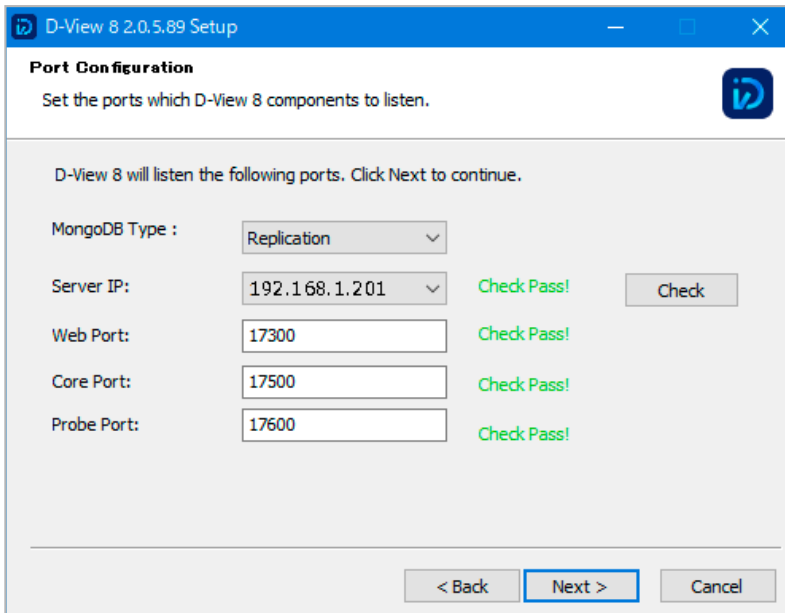 D-View 8 2.0.5.89 Setup
Port Configuration
Set the ports which D-View 8 components to listen.
D-View 8 will listen the following ports. Click Next to continue.
MongoDB Type : Replication
Server IP: 192.168.1.201 Check Pass! Check
Web Port: 17300 Check Pass!
Core Port: 17500 Check Pass!
Probe Port: 17600 Check Pass!
< Back Next > Cancel